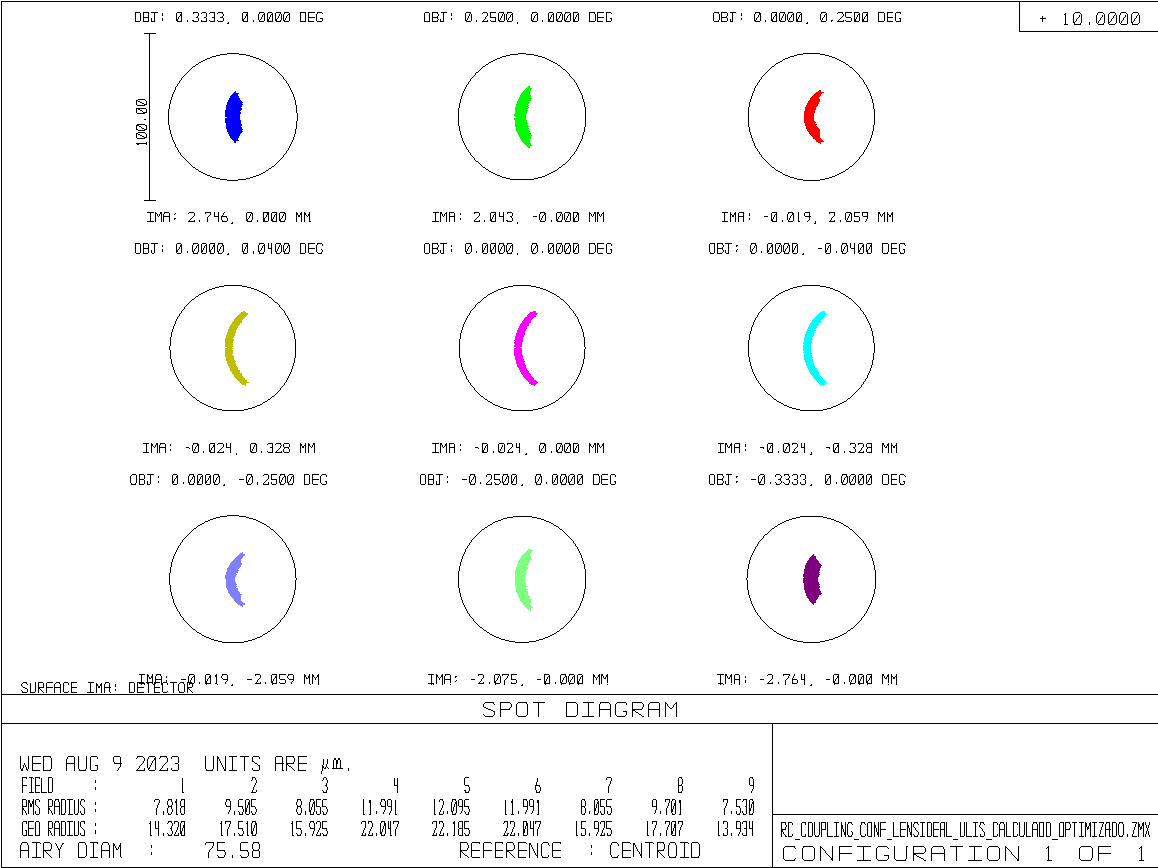 OBJ: 0.3333, 0.0000 DEG OBJ: 0.2500, 0.0000 DEG OBJ: 0.0000, 0.2500 DEG
+ 10.0000
100.00
IMA: 2.746, 0.000 MM IMA: 2.043, -0.000 MM IMA: -0.019, 2.059 MM
OBJ: 0.0000, 0.0400 DEG OBJ: 0.0000, 0.0000 DEG OBJ: 0.0000, -0.0400 DEG
IMA: -0.024, 0.328 MM IMA: -0.024, 0.000 MM IMA: -0.024, -0.328 MM
OBJ: 0.0000, -0.2500 DEG OBJ: -0.2500, 0.0000 DEG OBJ: -0.3333, 0.0000 DEG
IMA: -0.019, -2.059 MM IMA: -2.075, -0.000 MM IMA: -2.764, -0.000 MM
SURFACE IMA: DETECTOR
SPOT DIAGRAM
WED AUG 9 2023 UNITS ARE µm.
FIELD : 1 2 3 4 5 6 7 8 9
RMS RADIUS : 7.818 9.505 8.055 11.991 12.095 11.991 8.055 9.701 7.530
GEO RADIUS : 14.320 17.510 15.925 22.047 22.185 22.047 15.925 17.707 13.934
AIRY DIAM : 75.58 REFERENCE : CENTROID
RC_COUPLING_CONF_LENSIDEAL_ULIS_CALCULADO_OPTIMIZADO.ZMX
CONFIGURATION 1 OF 1